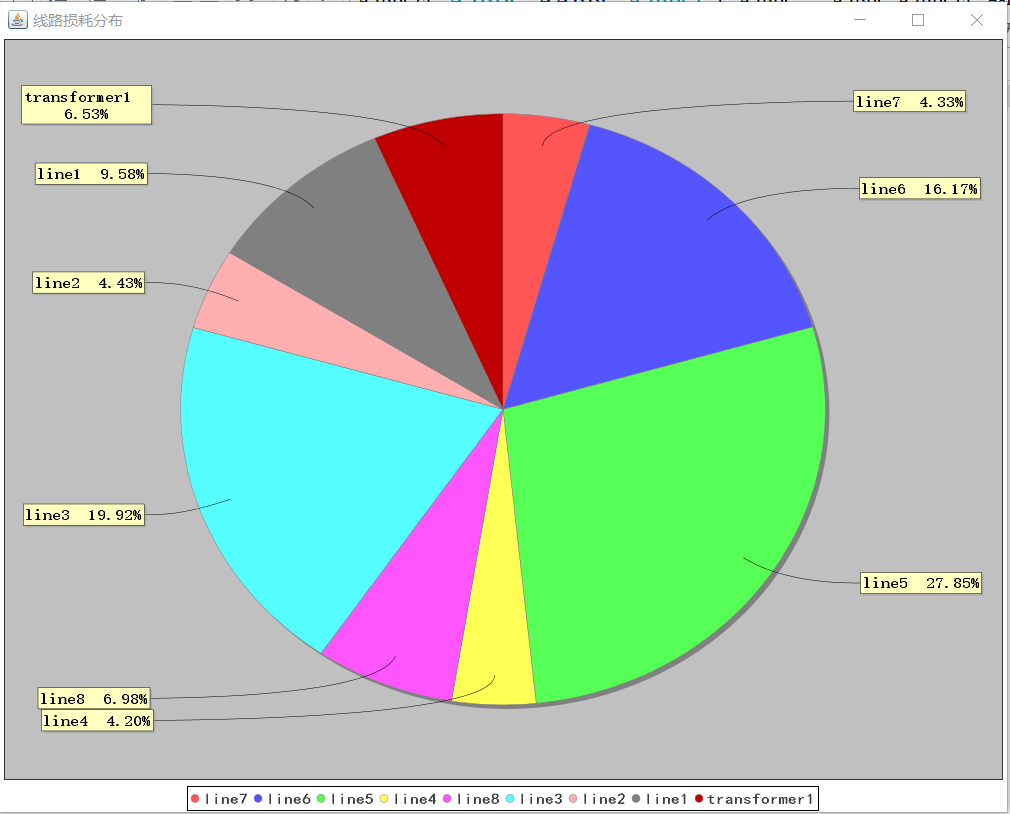 线路损耗分布
transformer1
6.53%
line7 4.33%
line1 9.58%
line6 16.17%
line2 4.43%
line3 19.92%
line5 27.85%
line8 6.98%
line4 4.20%
line7 line6 line5 line4 line8 line3 line2 line1 transformer1